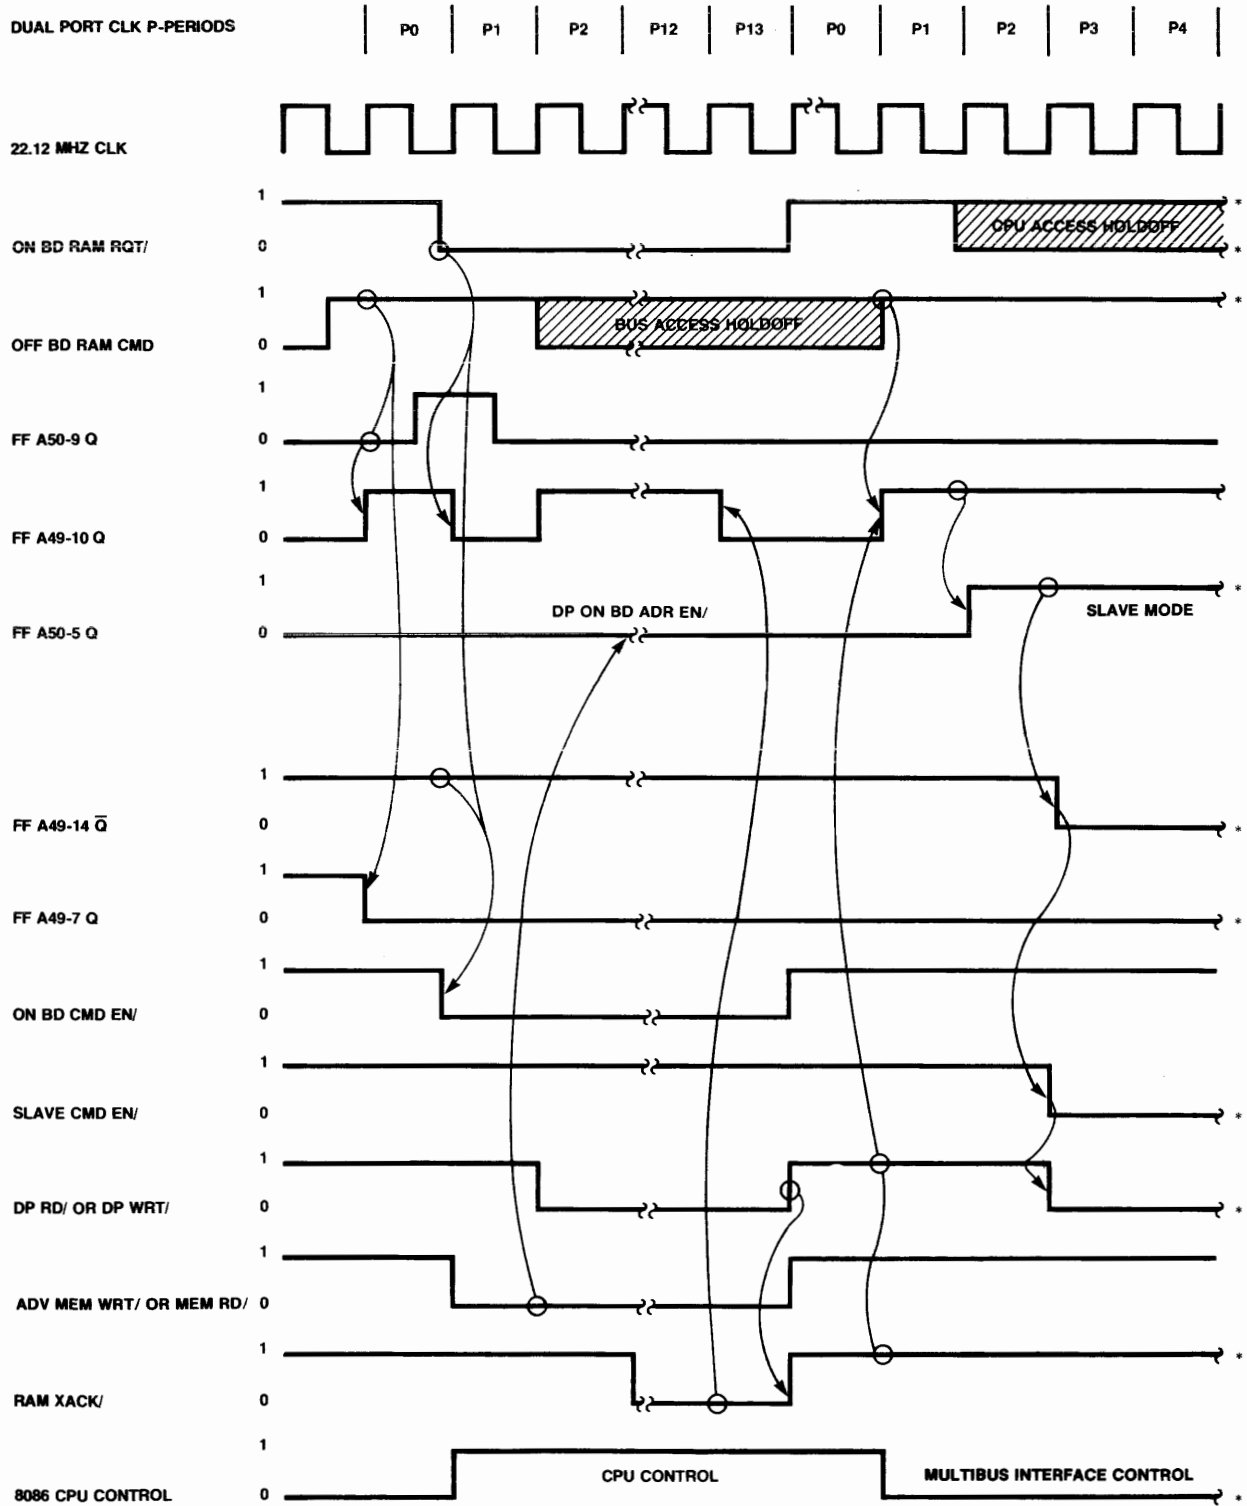 DUAL PORT CLK P-PERIODS P0 P1 P2 P12 P13 P0 P1 P2 P3 P4
22.12 MHZ CLK
1
ON BD RAM RQT/ 0 CPU ACCESS HOLDOFF *
*
1 *
OFF BD RAM CMD 0 BUS ACCESS HOLDOFF
1
FF A50-9 Q 0
1
FF A49-10 Q 0
1 *
DP ON BD ADR EN/ SLAVE MODE
FF A50-5 Q 0
1
FF A49-14 Q̅ 0 *
1
FF A49-7 Q 0 *
1
ON BD CMD EN/ 0
1
SLAVE CMD EN/ 0 *
1
DP RD/ OR DP WRT/ 0 *
1
ADV MEM WRT/ OR MEM RD/ 0
1 *
RAM XACK/ 0
1
CPU CONTROL MULTIBUS INTERFACE CONTROL
8086 CPU CONTROL 0 *